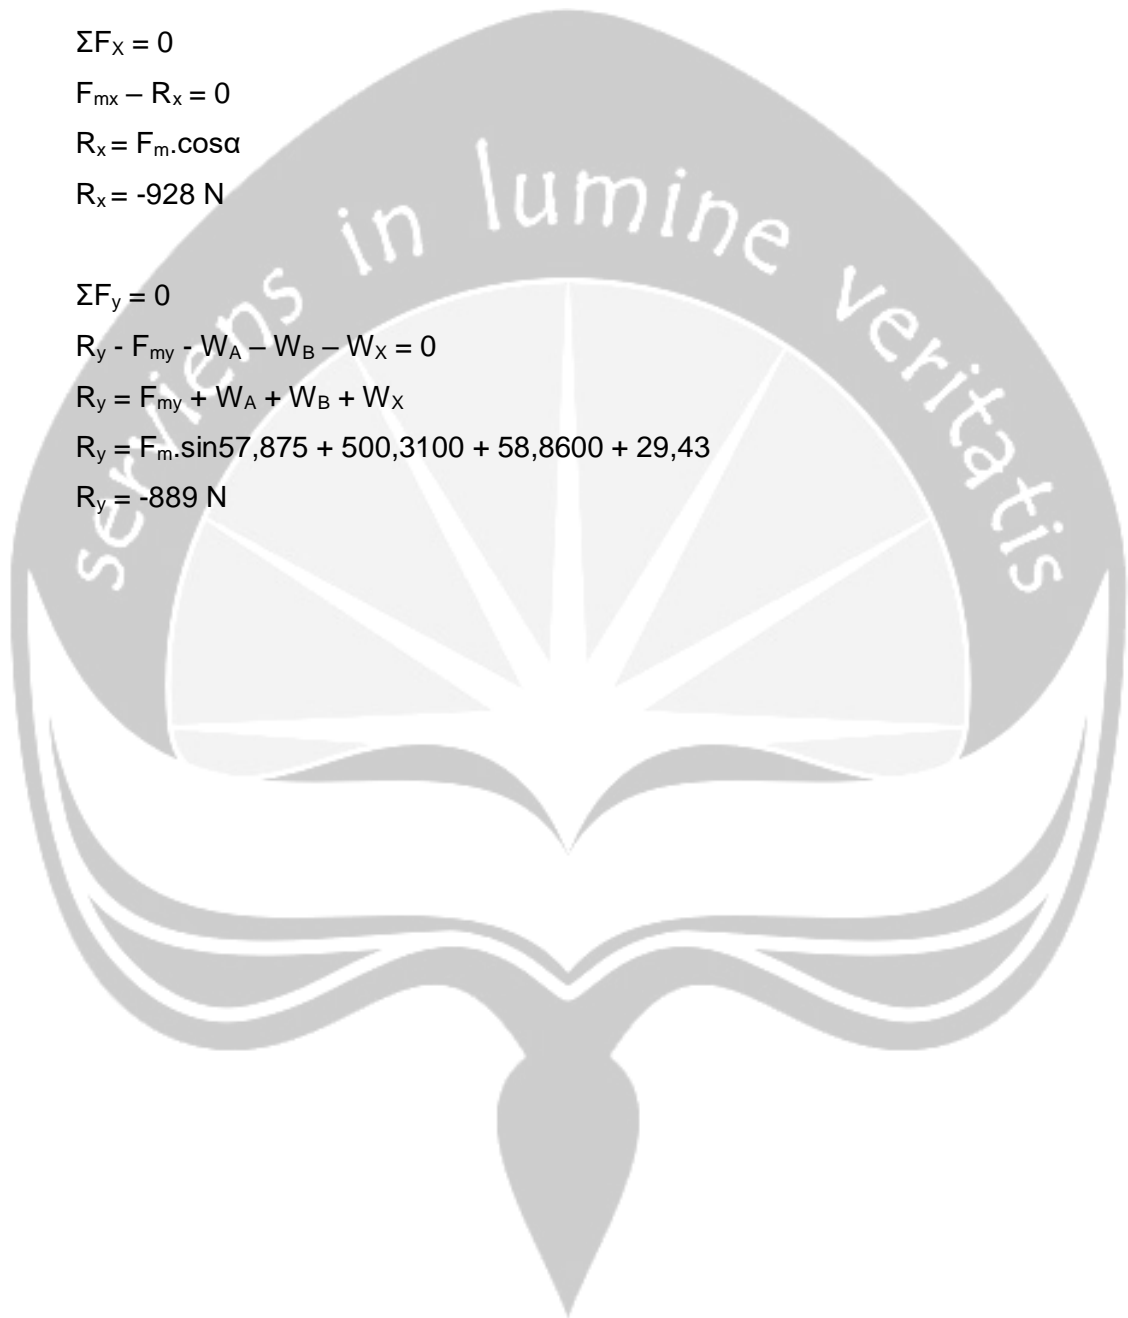 ΣFX = 0
Fmx – Rx = 0
Rx = Fm.cosα
Rx = -928 N
ΣFy = 0
Ry - Fmy - WA – WB – WX = 0
Ry = Fmy + WA + WB + WX
Ry = Fm.sin57,875 + 500,3100 + 58,8600 + 29,43
Ry = -889 N
serviens in lumine veritatis